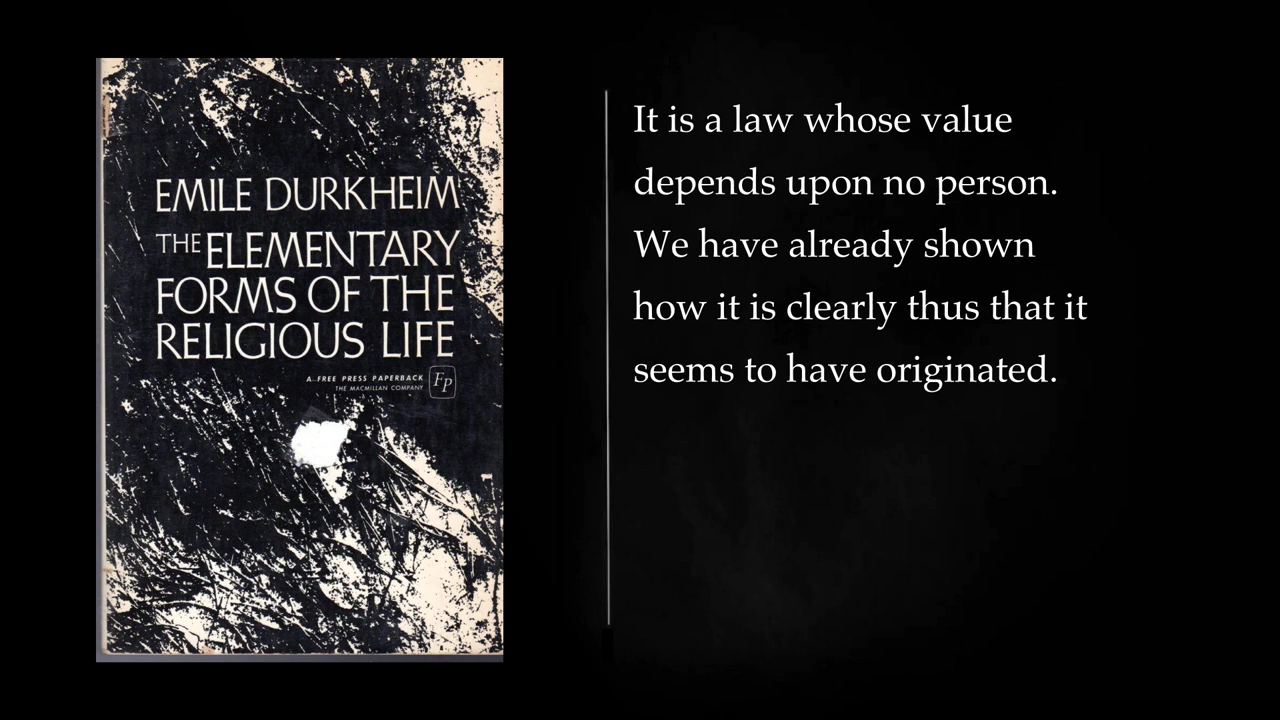 EMILE DURKHEIM
THE ELEMENTARY
FORMS OF THE
RELIGIOUS LIFE
A FREE PRESS PAPERBACK
THE MACMILLAN COMPANY
FP
It is a law whose value
depends upon no person.
We have already shown
how it is clearly thus that it
seems to have originated.